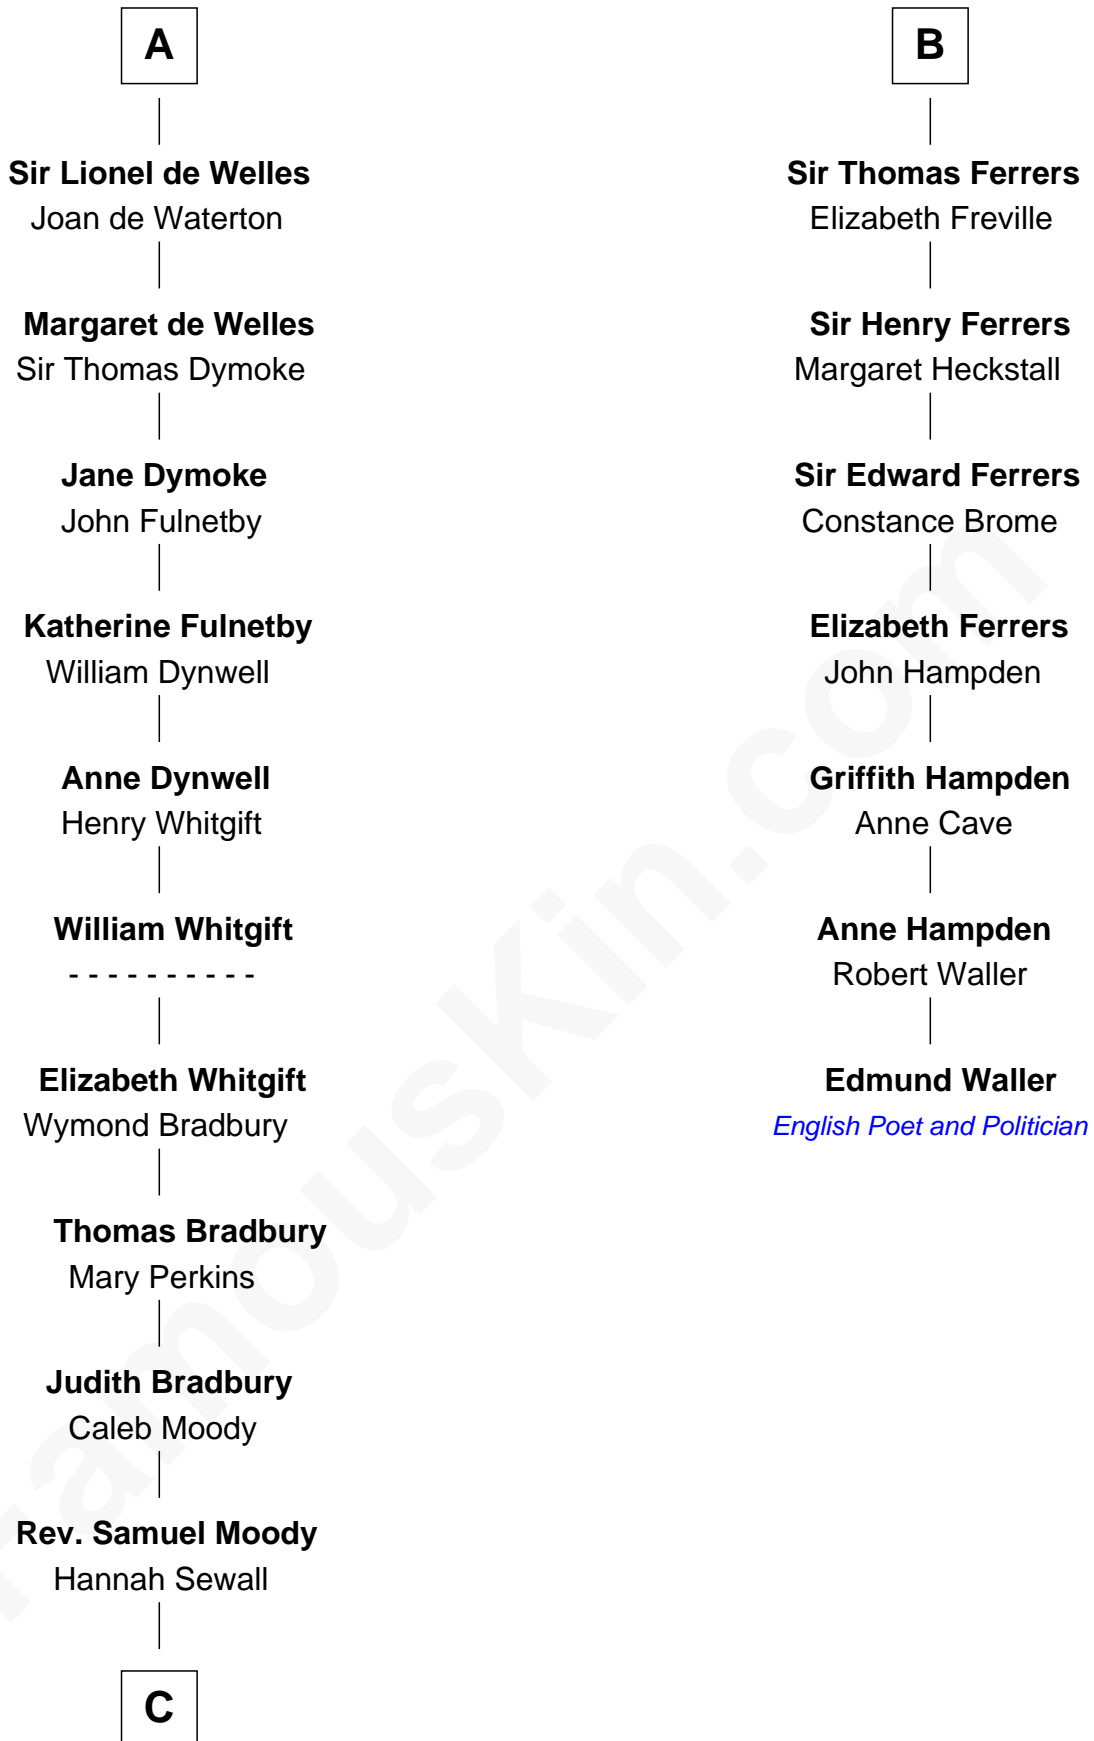 A
Sir Lionel de Welles
Joan de Waterton
Margaret de Welles
Sir Thomas Dymoke
Jane Dymoke
John Fulnetby
Katherine Fulnetby
William Dynwell
Anne Dynwell
Henry Whitgift
William Whitgift
- - - - - - - - - -
Elizabeth Whitgift
Wymond Bradbury
Thomas Bradbury
Mary Perkins
Judith Bradbury
Caleb Moody
Rev. Samuel Moody
Hannah Sewall
C
B
Sir Thomas Ferrers
Elizabeth Freville
Sir Henry Ferrers
Margaret Heckstall
Sir Edward Ferrers
Constance Brome
Elizabeth Ferrers
John Hampden
Griffith Hampden
Anne Cave
Anne Hampden
Robert Waller
Edmund Waller
English Poet and Politician
FamousKin.com